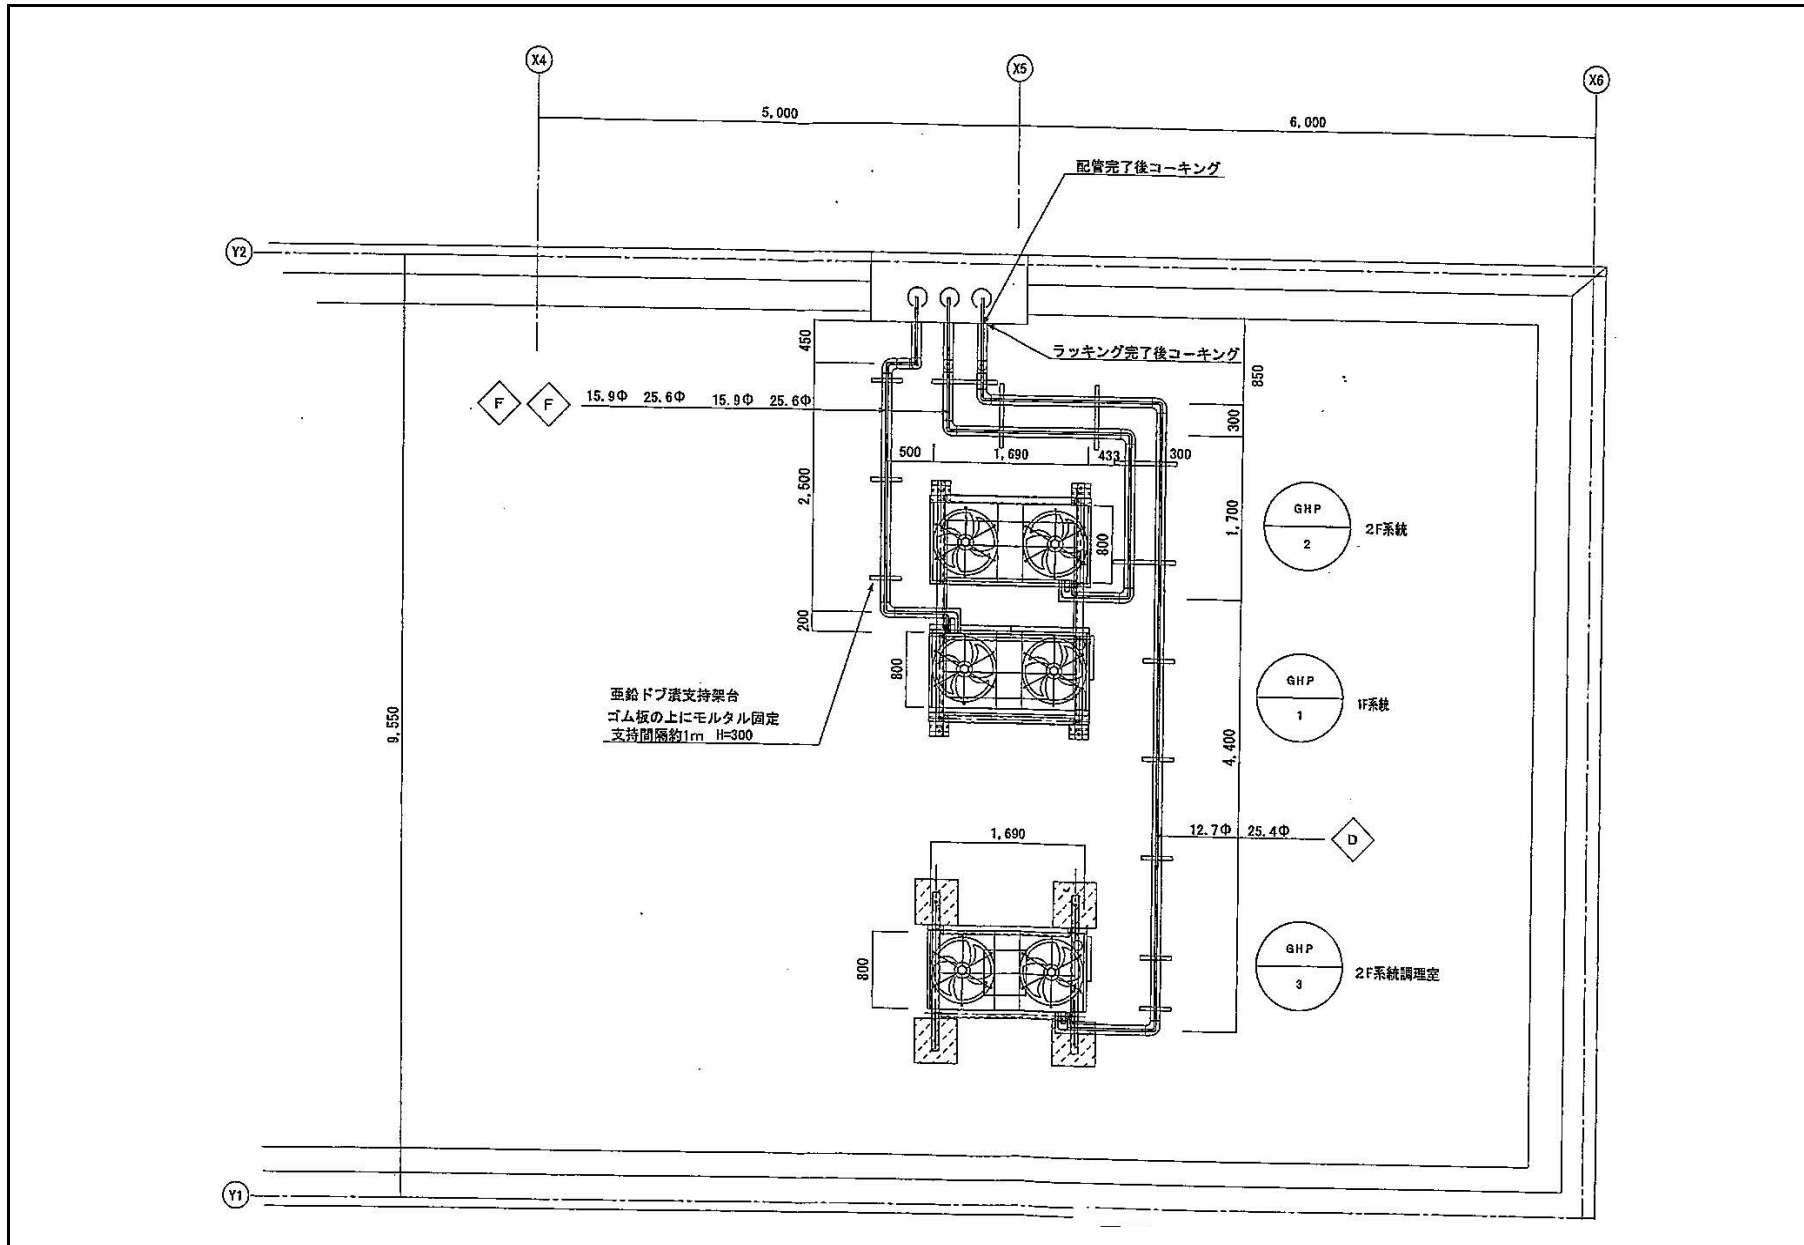 X4
X5
X6
5,000
6,000
配管完了後コーキング
Y2
ラッキング完了後コーキング
450
850
F
F
15.9Φ 25.6Φ 15.9Φ 25.6Φ
300
500
1,690
433
300
2,500
1,700
GHP
2
2F系統
800
200
800
GHP
1
1F系統
亜鉛ドブ漬支持架台
ゴム板の上にモルタル固定
支持間隔約1m H=300
9,550
4,400
12.7Φ 25.4Φ
D
1,690
800
GHP
3
2F系統調理室
Y1